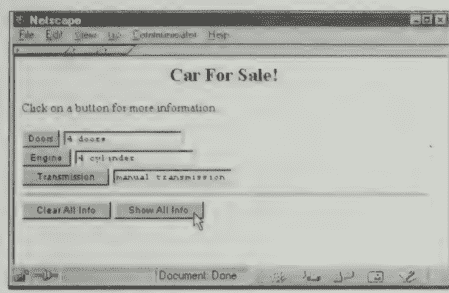 Netscape
File Edit View Go Communicator Help
Car For Sale!
Click on a button for more information
Doors 4 doors
Engine 4 cylinder
Transmission manual transmission
Clear All Info Show All Info
Document: Done